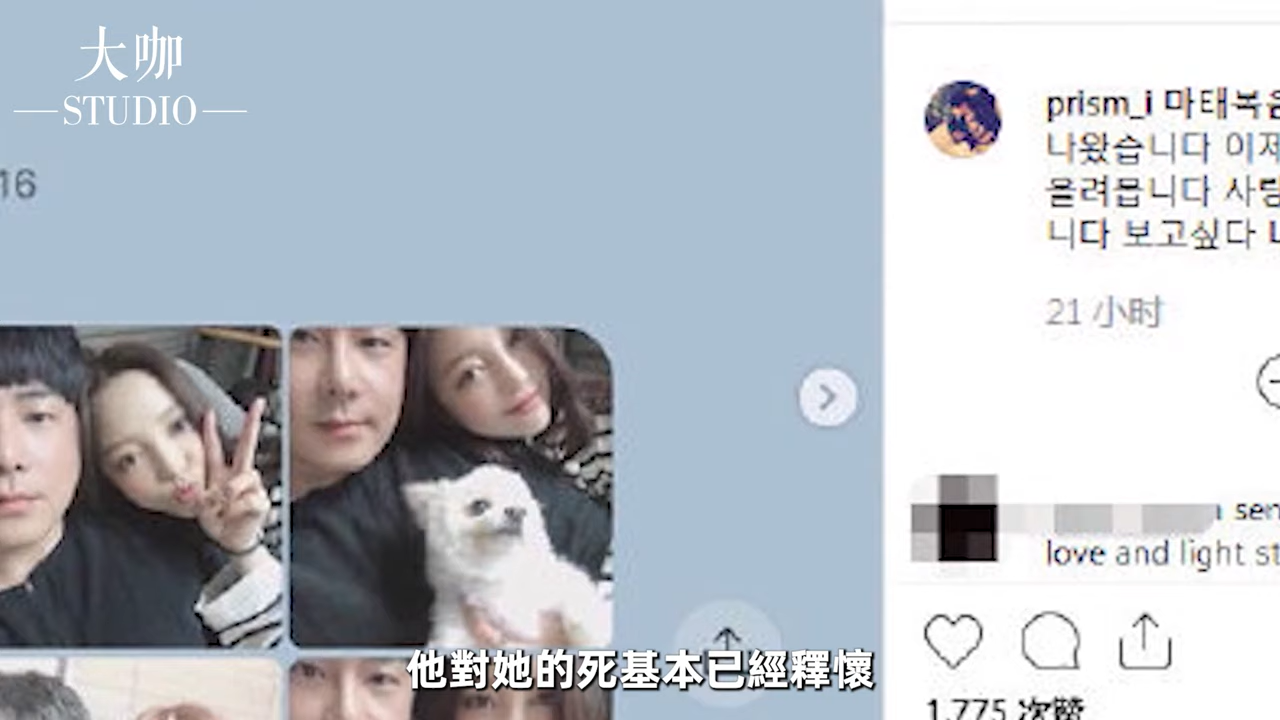 大咖
STUDIO
16
prism_i 마태복음
나왔습니다 이제
올려봅니다 사랑
니다 보고싶다 나
21 小时
sen
love and light st
他對她的死基本已經釋懷
1,775 次赞